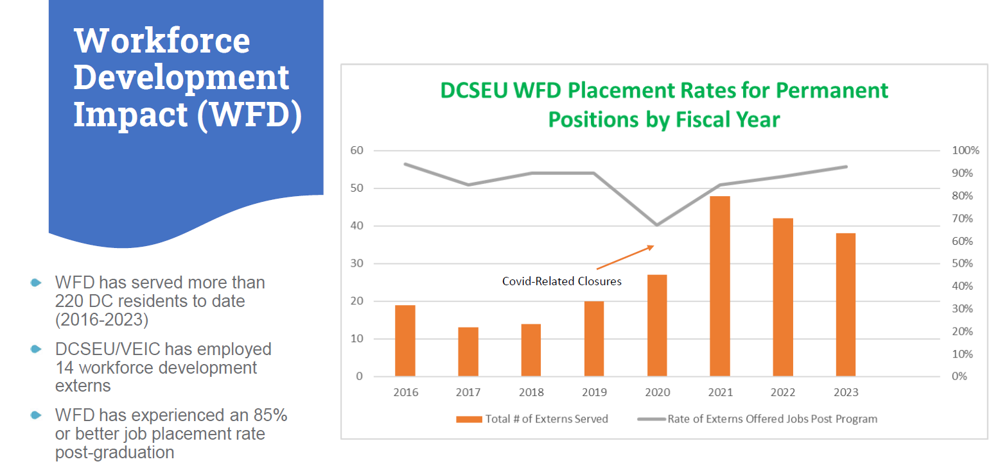 Workforce
Development
Impact (WFD)
WFD has served more than
220 DC residents to date
(2016-2023)
DCSEU/VEIC has employed
14 workforce development
externs
WFD has experienced an 85%
or better job placement rate
post-graduation
DCSEU WFD Placement Rates for Permanent
Positions by Fiscal Year
60
50
40
30
20
10
0
100%
90%
80%
70%
60%
50%
40%
30%
20%
10%
0%
Covid-Related Closures
2016 2017 2018 2019 2020 2021 2022 2023
Total # of Externs Served Rate of Externs Offered Jobs Post Program